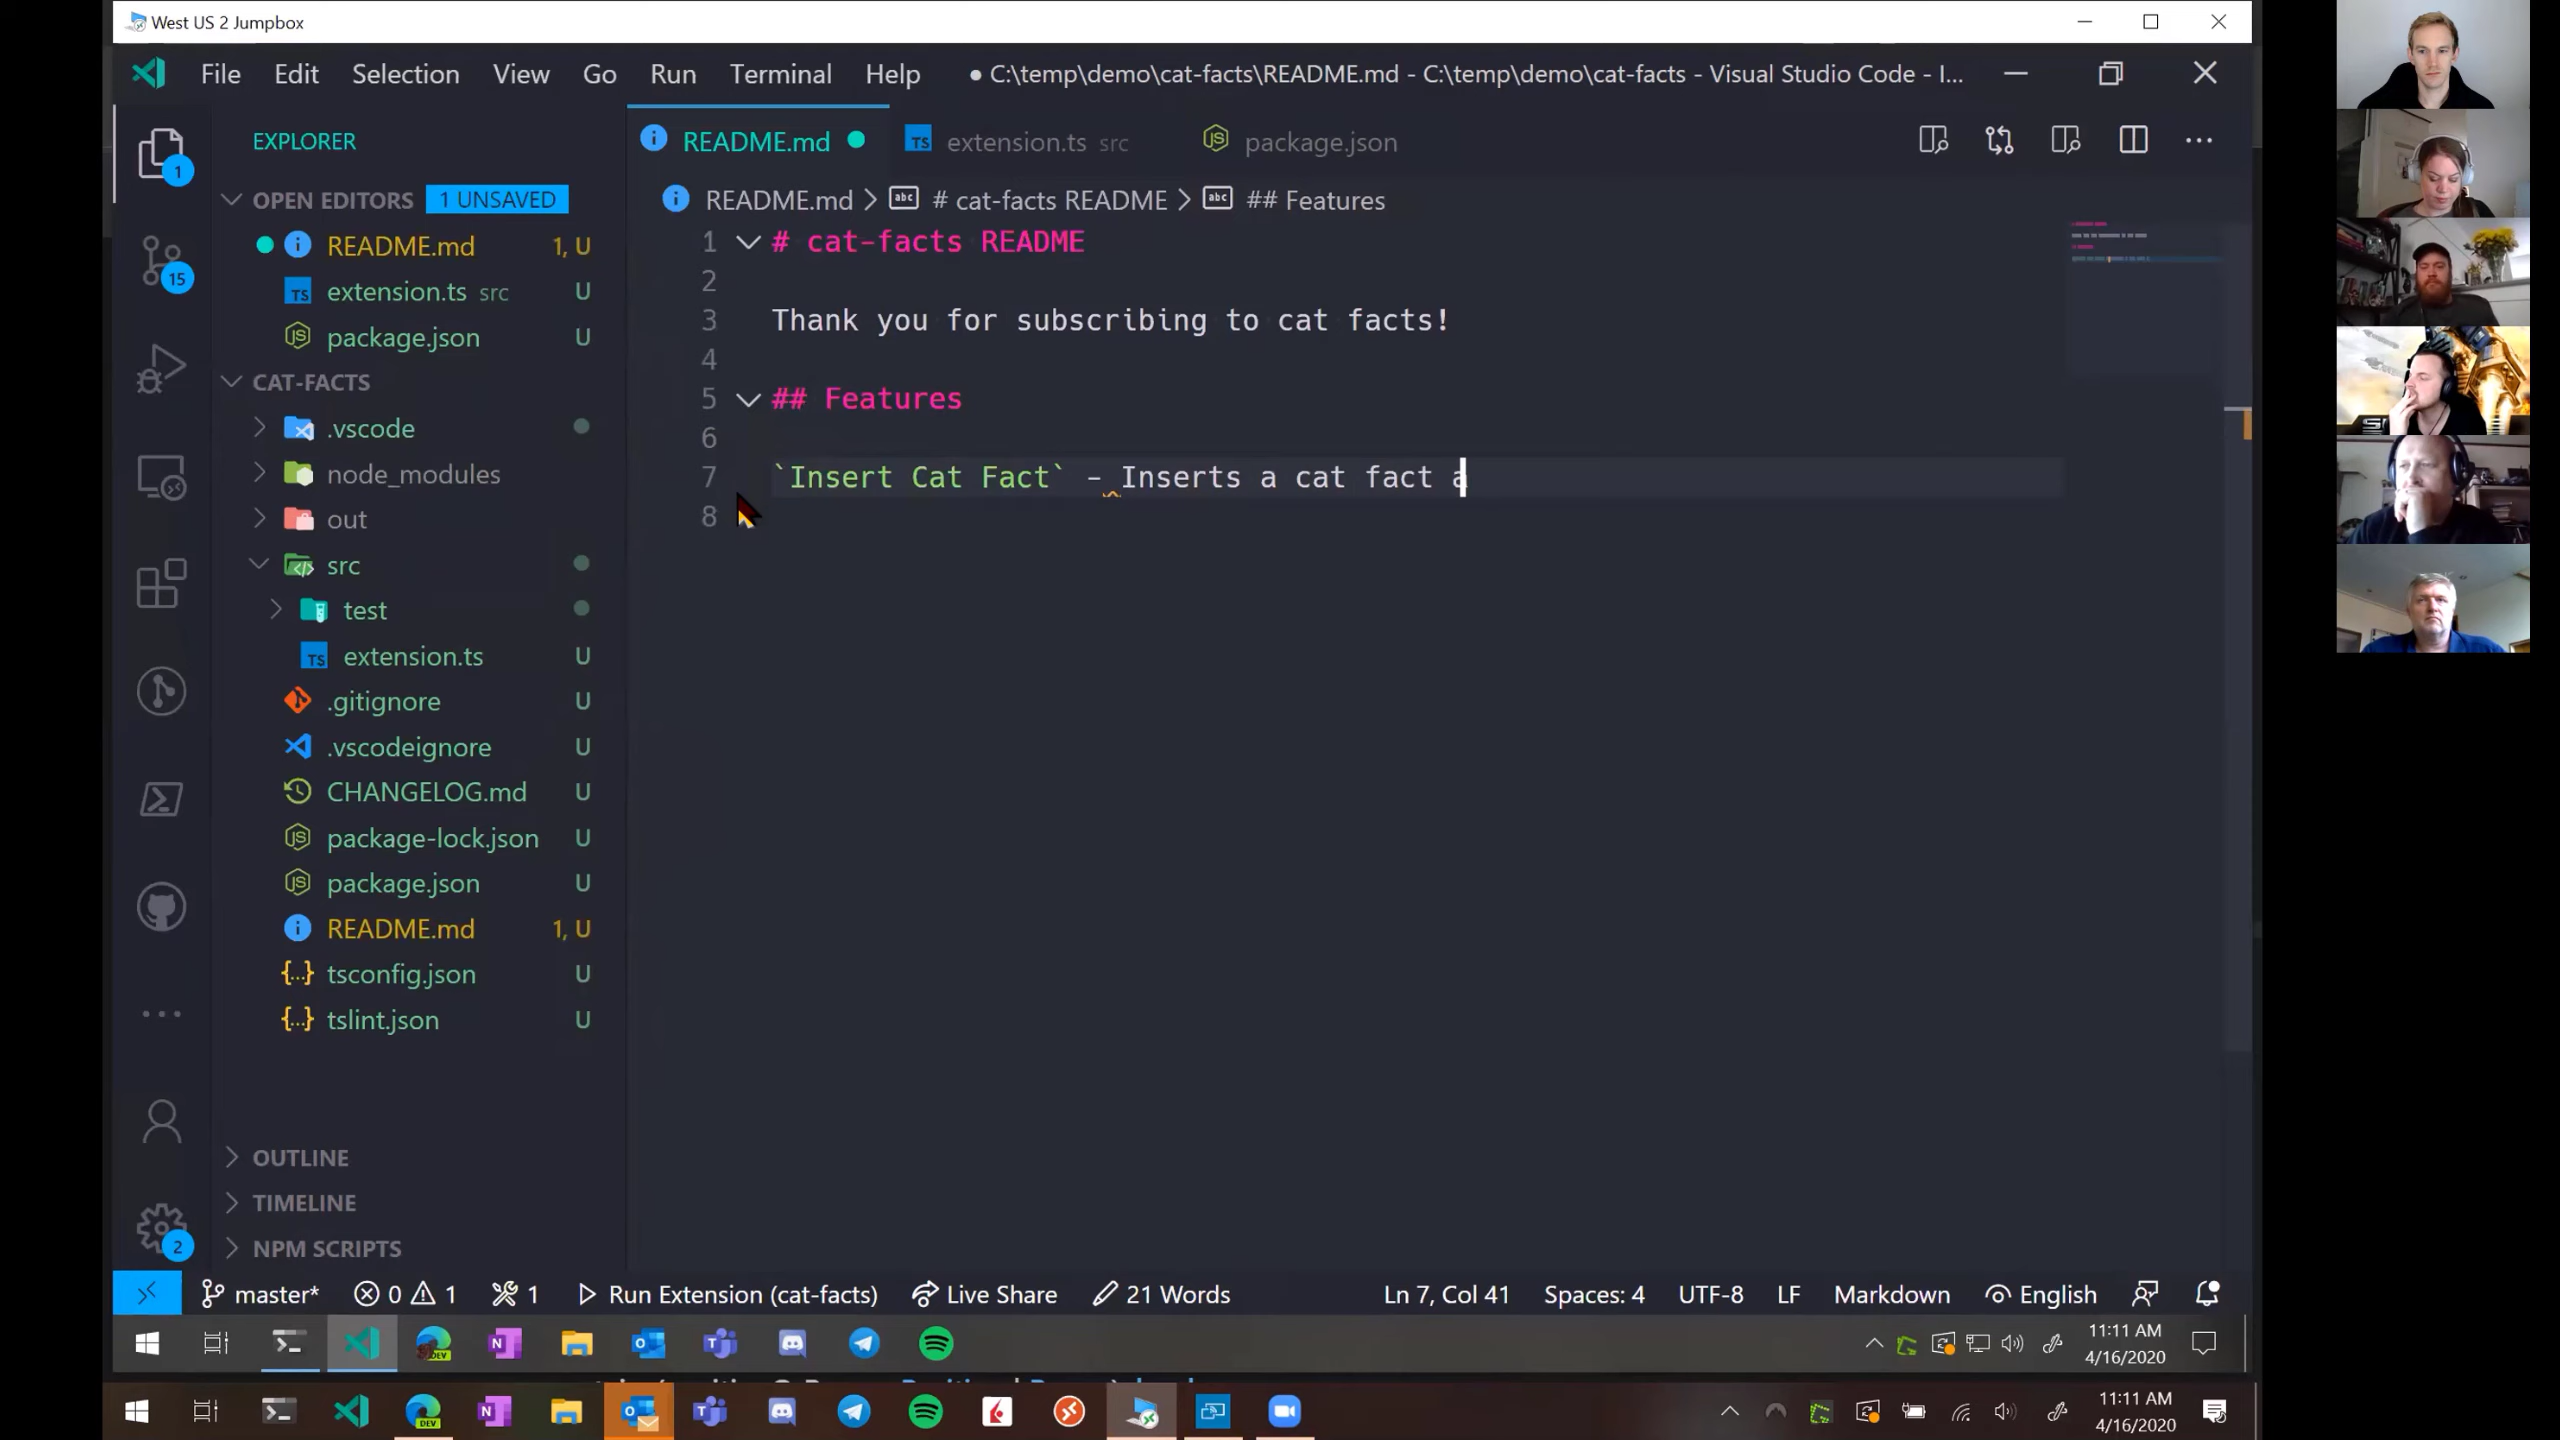 West US 2 Jumpbox
File Edit Selection View Go Run Terminal Help ● C:\temp\demo\cat-facts\README.md - C:\temp\demo\cat-facts - Visual Studio Code - I...
EXPLORER
README.md
extension.ts src
package.json
OPEN EDITORS 1 UNSAVED
README.md > # cat-facts README > ## Features
README.md 1, U
extension.ts src U
package.json U
CAT-FACTS
.vscode
node_modules
out
src
test
extension.ts U
.gitignore U
.vscodeignore U
CHANGELOG.md U
package-lock.json U
package.json U
README.md 1, U
tsconfig.json U
tslint.json U
OUTLINE
TIMELINE
NPM SCRIPTS
1
15
2
1 # cat-facts README
2
3 Thank you for subscribing to cat facts!
4
5 ## Features
6
7 `Insert Cat Fact` - Inserts a cat fact a
8
master* 0 1 1 Run Extension (cat-facts) Live Share 21 Words Ln 7, Col 41 Spaces: 4 UTF-8 LF Markdown English
DEV
11:11 AM
4/16/2020
DEV
11:11 AM
4/16/2020